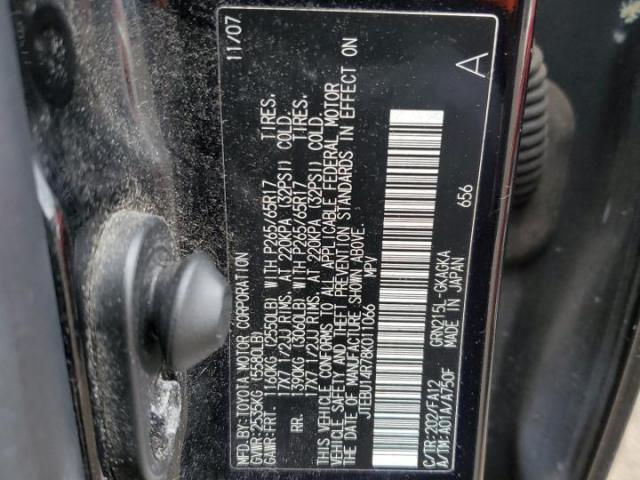 MFD.BY: TOYOTA MOTOR CORPORATION 11/07
GVWR: 2535KG (5580LB)
GAWR: FRT. 1160KG (2550LB) WITH P265/65R17 TIRES,
17X7 1/2JJ RIMS, AT 220KPA (32PSI) COLD.
RR. 1390KG (3060LB) WITH P265/65R17 TIRES,
17X7 1/2JJ RIMS, AT 220KPA (32PSI) COLD.
THIS VEHICLE CONFORMS TO ALL APPLICABLE FEDERAL MOTOR
VEHICLE SAFETY AND THEFT PREVENTION STANDARDS IN EFFECT ON
THE DATE OF MANUFACTURE SHOWN ABOVE.
JTEBU14R78K011066 MPV
A
656
C/TR: 202/FA12 GRN215L-GKAGKA
A/TM: A01A/A750F MADE IN JAPAN